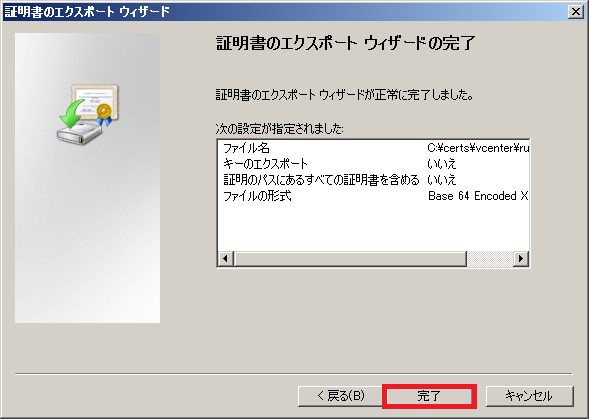 証明書のエクスポート ウィザード
証明書のエクスポート ウィザードの完了
証明書のエクスポート ウィザードが正常に完了しました。
次の設定が指定されました:
ファイル名 C:¥certs¥vcenter¥ru
キーのエクスポート いいえ
証明のパスにあるすべての証明書を含める いいえ
ファイルの形式 Base 64 Encoded X
< 戻る(B) 完了 キャンセル